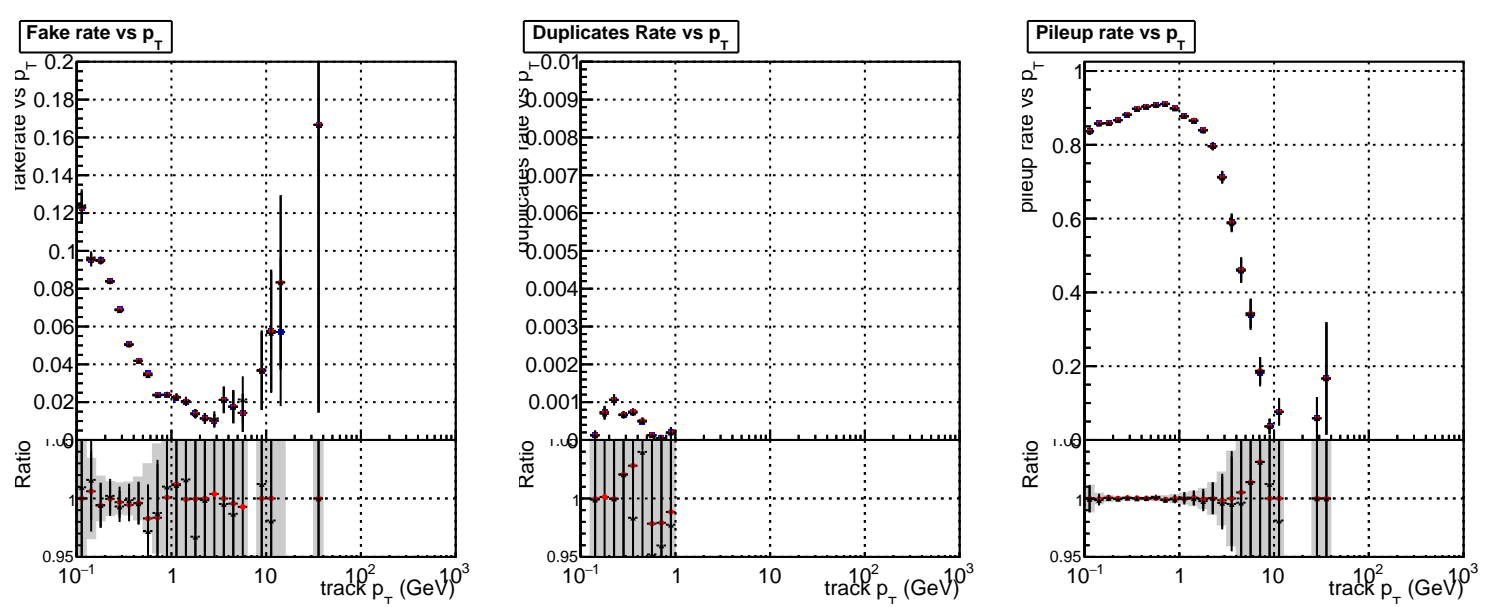 Fake rate vs p_T
fakerate vs p_T
0.2
0.18
0.16
0.14
0.12
0.1
0.08
0.06
0.04
0.02
Ratio
1
0.95
10^-1 1 10 10^2 10^3
track p_T (GeV)
Duplicates Rate vs p_T
duplicates rate vs p_T
0.01
0.009
0.008
0.007
0.006
0.005
0.004
0.003
0.002
0.001
Ratio
1
0.95
10^-1 1 10 10^2 10^3
track p_T (GeV)
Pileup rate vs p_T
pileup rate vs p_T
1
0.8
0.6
0.4
0.2
Ratio
1
0.95
10^-1 1 10 10^2 10^3
track p_T (GeV)